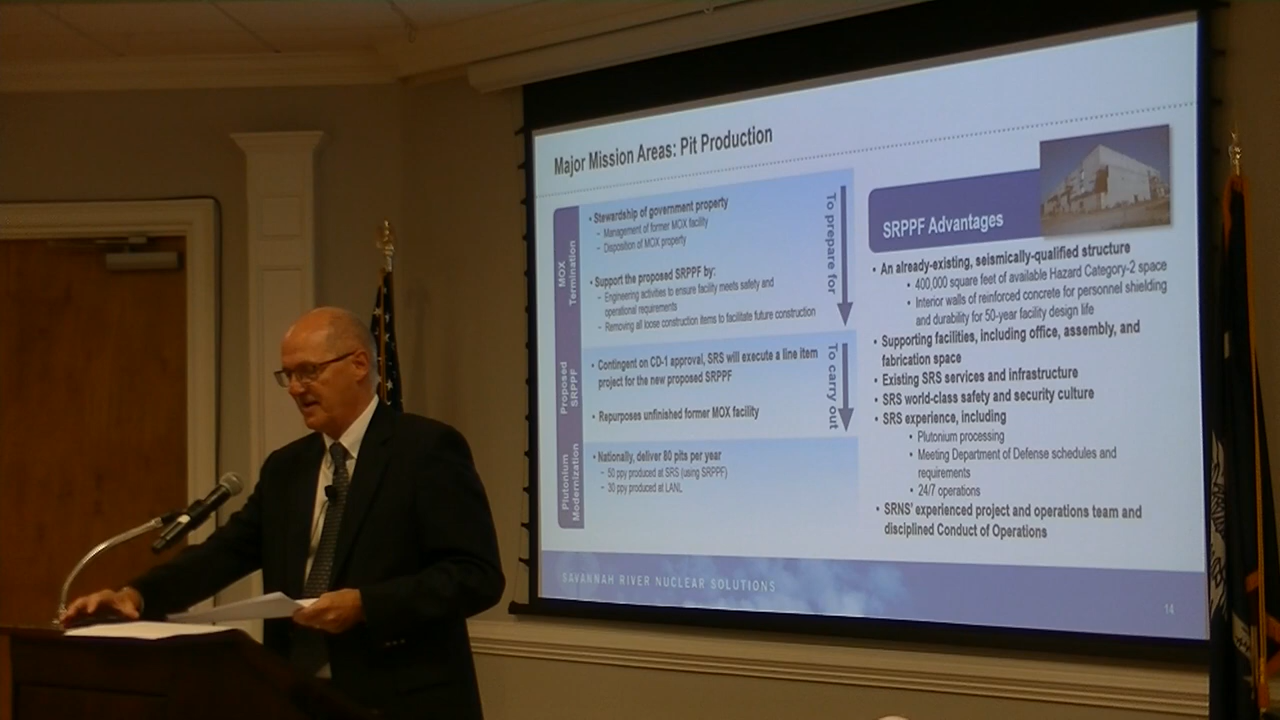 Major Mission Areas: Pit Production
MOX
Termination
• Stewardship of government property
– Management of former MOX facility
– Disposition of MOX property
• Support the proposed SRPPF by:
– Engineering activities to ensure facility meets safety and
operational requirements
– Removing all loose construction items to facilitate future construction
To prepare for
Proposed
SRPPF
• Contingent on CD-1 approval, SRS will execute a line item
project for the new proposed SRPPF
• Repurposes unfinished former MOX facility
To carry out
Plutonium
Modernization
• Nationally, deliver 80 pits per year
– 50 ppy produced at SRS (using SRPPF)
– 30 ppy produced at LANL
SRPPF Advantages
• An already-existing, seismically-qualified structure
• 400,000 square feet of available Hazard Category-2 space
• Interior walls of reinforced concrete for personnel shielding
and durability for 50-year facility design life
• Supporting facilities, including office, assembly, and
fabrication space
• Existing SRS services and infrastructure
• SRS world-class safety and security culture
• SRS experience, including
• Plutonium processing
• Meeting Department of Defense schedules and
requirements
• 24/7 operations
• SRNS' experienced project and operations team and
disciplined Conduct of Operations
SAVANNAH RIVER NUCLEAR SOLUTIONS
14